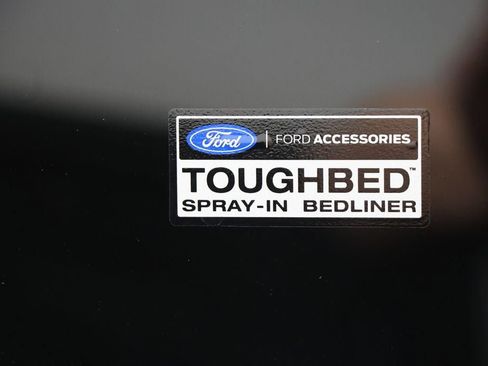 Ford | FORD ACCESSORIES
TOUGHBED™
SPRAY-IN BEDLINER